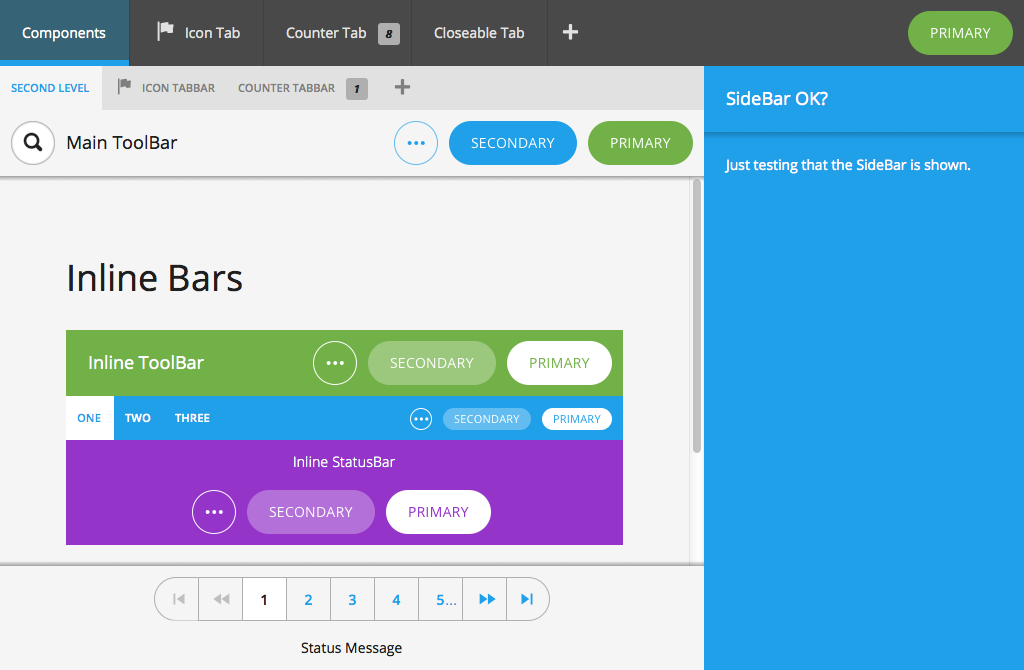 Components
Icon Tab
Counter Tab 8
Closeable Tab
PRIMARY
SECOND LEVEL
ICON TABBAR
COUNTER TABBAR 1
SideBar OK?
Main ToolBar
SECONDARY
PRIMARY
Just testing that the SideBar is shown.
Inline Bars
Inline ToolBar
SECONDARY
PRIMARY
ONE
TWO
THREE
SECONDARY
PRIMARY
Inline StatusBar
SECONDARY
PRIMARY
1 2 3 4 5...
Status Message